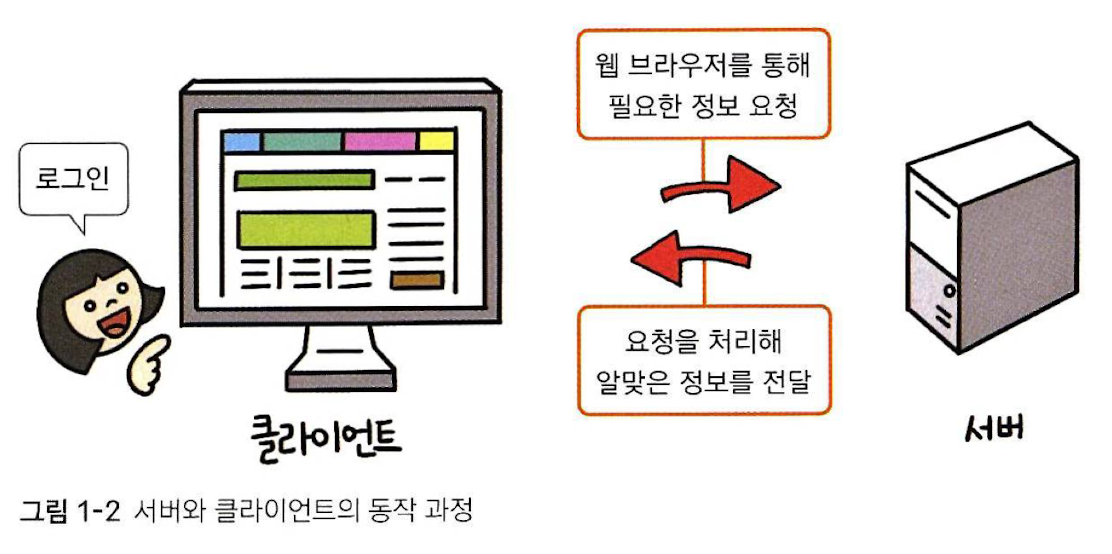 웹 브라우저를 통해
필요한 정보 요청
로그인
요청을 처리해
알맞은 정보를 전달
클라이언트
서버
그림 1-2 서버와 클라이언트의 동작 과정